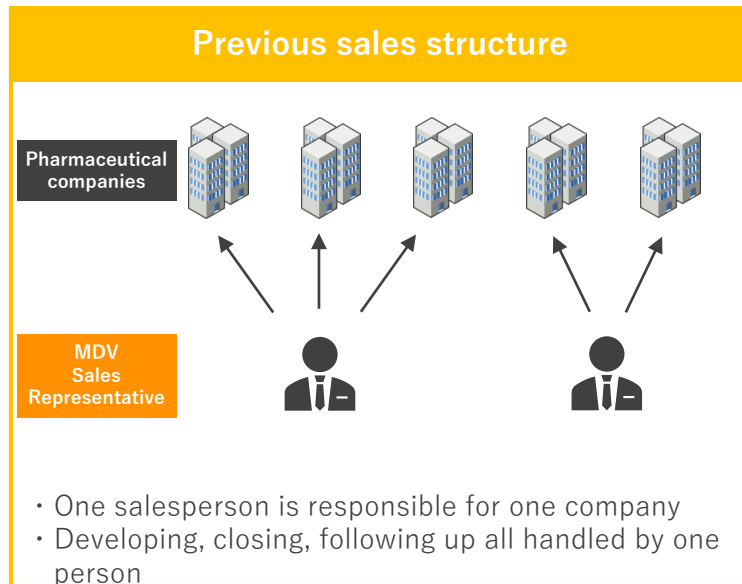 Previous sales structure
Pharmaceutical
companies
MDV
Sales
Representative
・One salesperson is responsible for one company
・Developing, closing, following up all handled by one
person